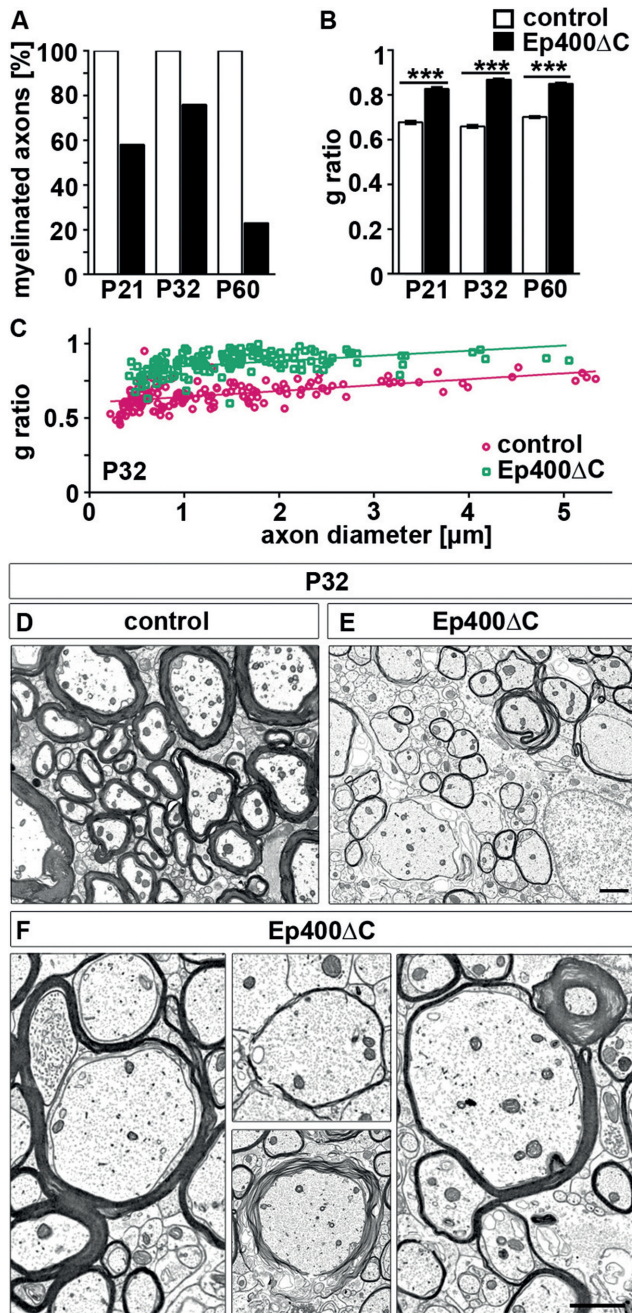 A
myelinated axons [%]
100
80
60
40
20
0
P21 P32 P60
B
control
Ep400ΔC
g ratio
1
0.8
0.6
0.4
0.2
0
*** *** ***
P21 P32 P60
C
g ratio
1
0.5
0
P32
control
Ep400ΔC
0 1 2 3 4 5
axon diameter [µm]
P32
D control
E Ep400ΔC
F Ep400ΔC